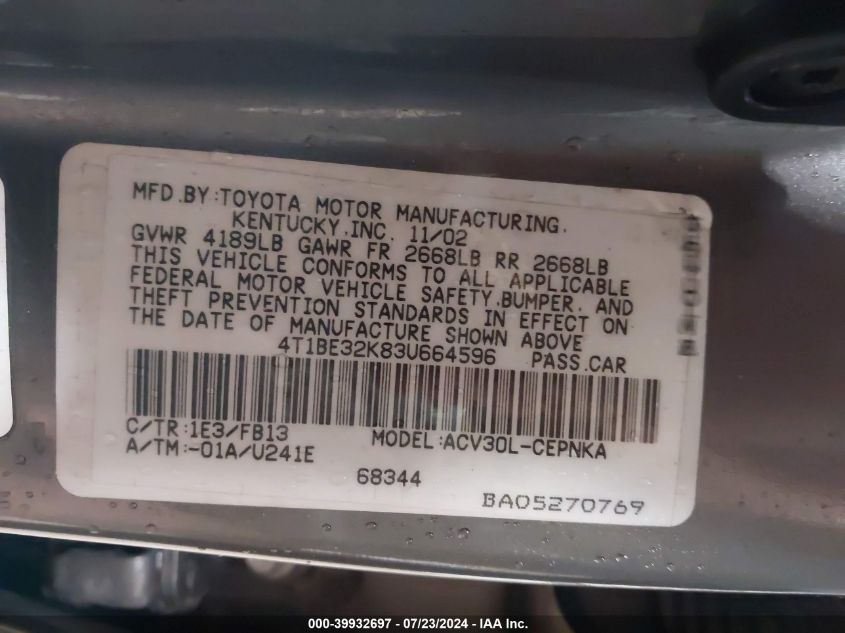 MFD.BY:TOYOTA MOTOR MANUFACTURING.
KENTUCKY,INC. 11/02
GVWR 4189LB GAWR FR 2668LB RR 2668LB
THIS VEHICLE CONFORMS TO ALL APPLICABLE
FEDERAL MOTOR VEHICLE SAFETY.BUMPER. AND
THEFT PREVENTION STANDARDS IN EFFECT ON
THE DATE OF MANUFACTURE SHOWN ABOVE
4T1BE32K83U664596 PASS.CAR
C/TR:1E3/FB13 MODEL:ACV30L-CEPNKA
A/TM:-01A/U241E
68344
BA05270769
000-39932697 - 07/23/2024 - IAA Inc.